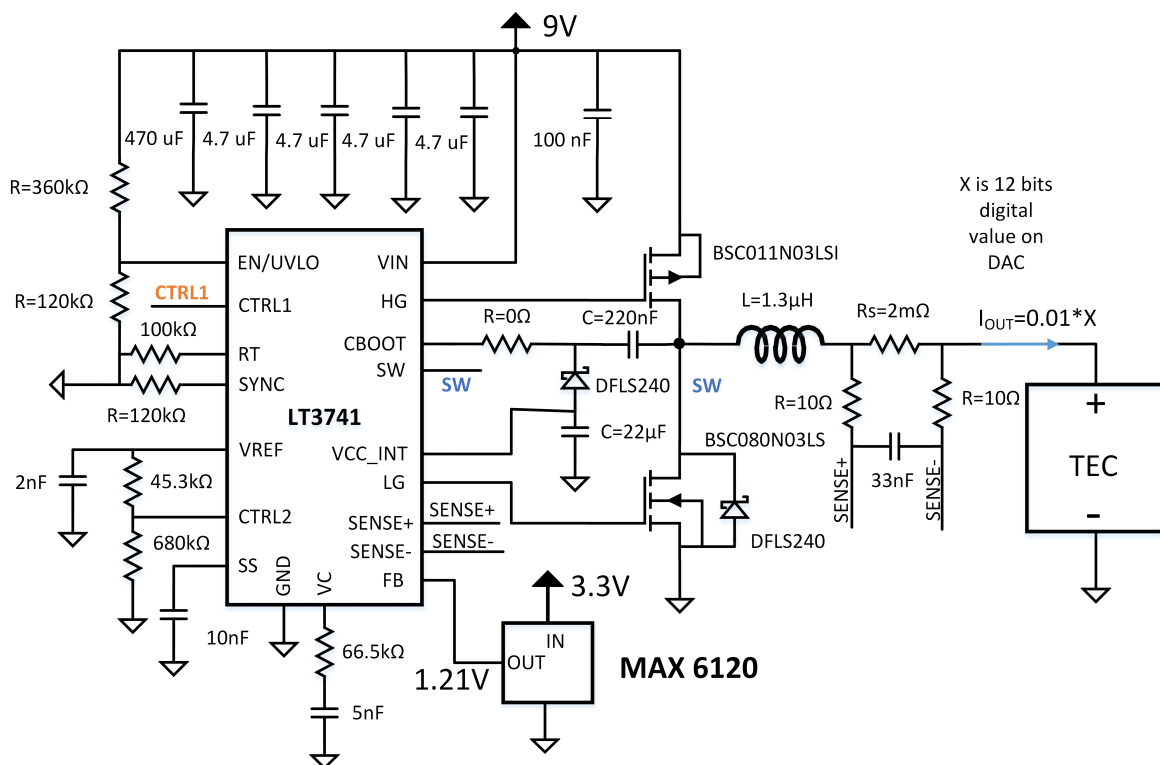 9V
470 uF
4.7 uF
4.7 uF
4.7 uF
4.7 uF
100 nF
R=360kΩ
X is 12 bits
digital
value on
DAC
BSC011N03LSI
EN/UVLO
VIN
R=120kΩ
CTRL1
CTRL1
HG
L=1.3µH
Rs=2mΩ
I_OUT=0.01*X
100kΩ
RT
CBOOT
R=0Ω
C=220nF
SYNC
SW
SW
DFLS240
SW
R=120kΩ
LT3741
R=10Ω
R=10Ω
C=22µF
BSC080N03LS
+
TEC
-
VREF
VCC_INT
2nF
45.3kΩ
LG
SENSE+
33nF
SENSE-
CTRL2
SENSE+
SENSE+
680kΩ
SENSE-
SENSE-
DFLS240
SS
GND
VC
FB
3.3V
10nF
66.5kΩ
IN
OUT
1.21V
MAX 6120
5nF